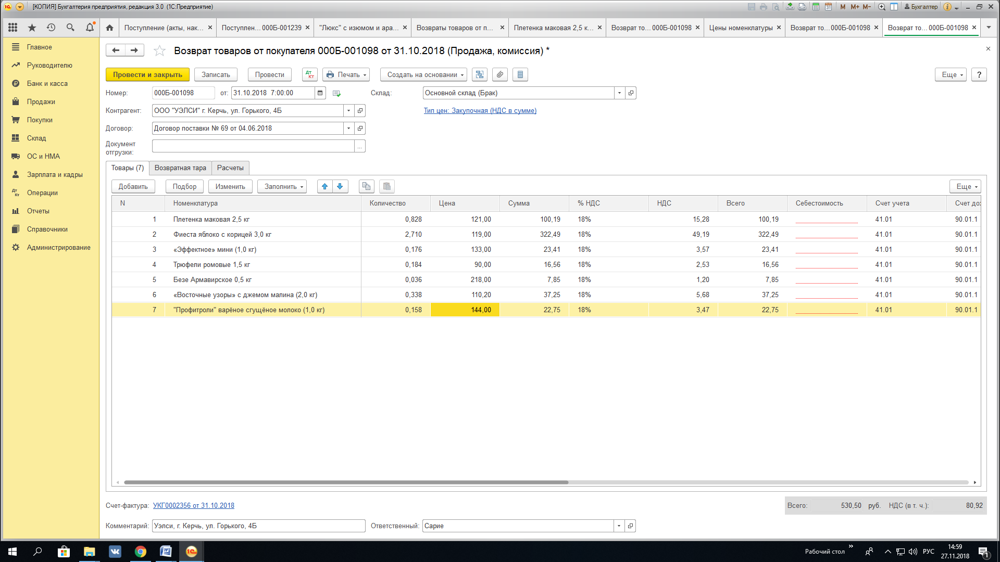 [КОПИЯ] Бухгалтерия предприятия, редакция 3.0 (1С:Предприятие)
M M+ M- Бухгалтер
Поступление (акты, нак... Поступлен... 000Б-001239 "Люкс" с изюмом и ара... Возвраты товаров от п... Плетенка маковая 2,5 к... Возврат то... 000Б-001098 Цены номенклатуры Возврат то... 000Б-001098 Возврат то... 000Б-001098
Главное
Руководителю
Банк и касса
Продажи
Покупки
Склад
ОС и НМА
Зарплата и кадры
Операции
Отчеты
Справочники
Администрирование
Возврат товаров от покупателя 000Б-001098 от 31.10.2018 (Продажа, комиссия) *
Провести и закрыть Записать Провести Дт Кт Печать Создать на основании Еще ?
Номер: 000Б-001098 от: 31.10.2018 7:00:00 Склад: Основной склад (Брак)
Контрагент: ООО "УЭЛСИ" г. Керчь, ул. Горького, 4Б Тип цен: Закупочная (НДС в сумме)
Договор: Договор поставки № 69 от 04.06.2018
Документ отгрузки: ...
Товары (7) Возвратная тара Расчеты
Добавить Подбор Изменить Заполнить Еще
N Номенклатура Количество Цена Сумма % НДС НДС Всего Себестоимость Счет учета Счет до
1 Плетенка маковая 2,5 кг 0,828 121,00 100,19 18% 15,28 100,19 41.01 90.01.1
2 Фиеста яблоко с корицей 3,0 кг 2,710 119,00 322,49 18% 49,19 322,49 41.01 90.01.1
3 «Эффектное» мини (1,0 кг) 0,176 133,00 23,41 18% 3,57 23,41 41.01 90.01.1
4 Трюфели ромовые 1,5 кг 0,184 90,00 16,56 18% 2,53 16,56 41.01 90.01.1
5 Безе Армавирское 0,5 кг 0,036 218,00 7,85 18% 1,20 7,85 41.01 90.01.1
6 «Восточные узоры» с джемом малина (2,0 кг) 0,338 110,20 37,25 18% 5,68 37,25 41.01 90.01.1
7 "Профитроли" варёное сгущёное молоко (1,0 кг) 0,158 144,00 22,75 18% 3,47 22,75 41.01 90.01.1
Счет-фактура: УКГ0002356 от 31.10.2018 Всего: 530,50 руб. НДС (в т. ч.): 80,92
Комментарий: Уэлси, г. Керчь, ул. Горького, 4Б Ответственный: Сарие
Рабочий стол РУС 14:59
27.11.2018 1